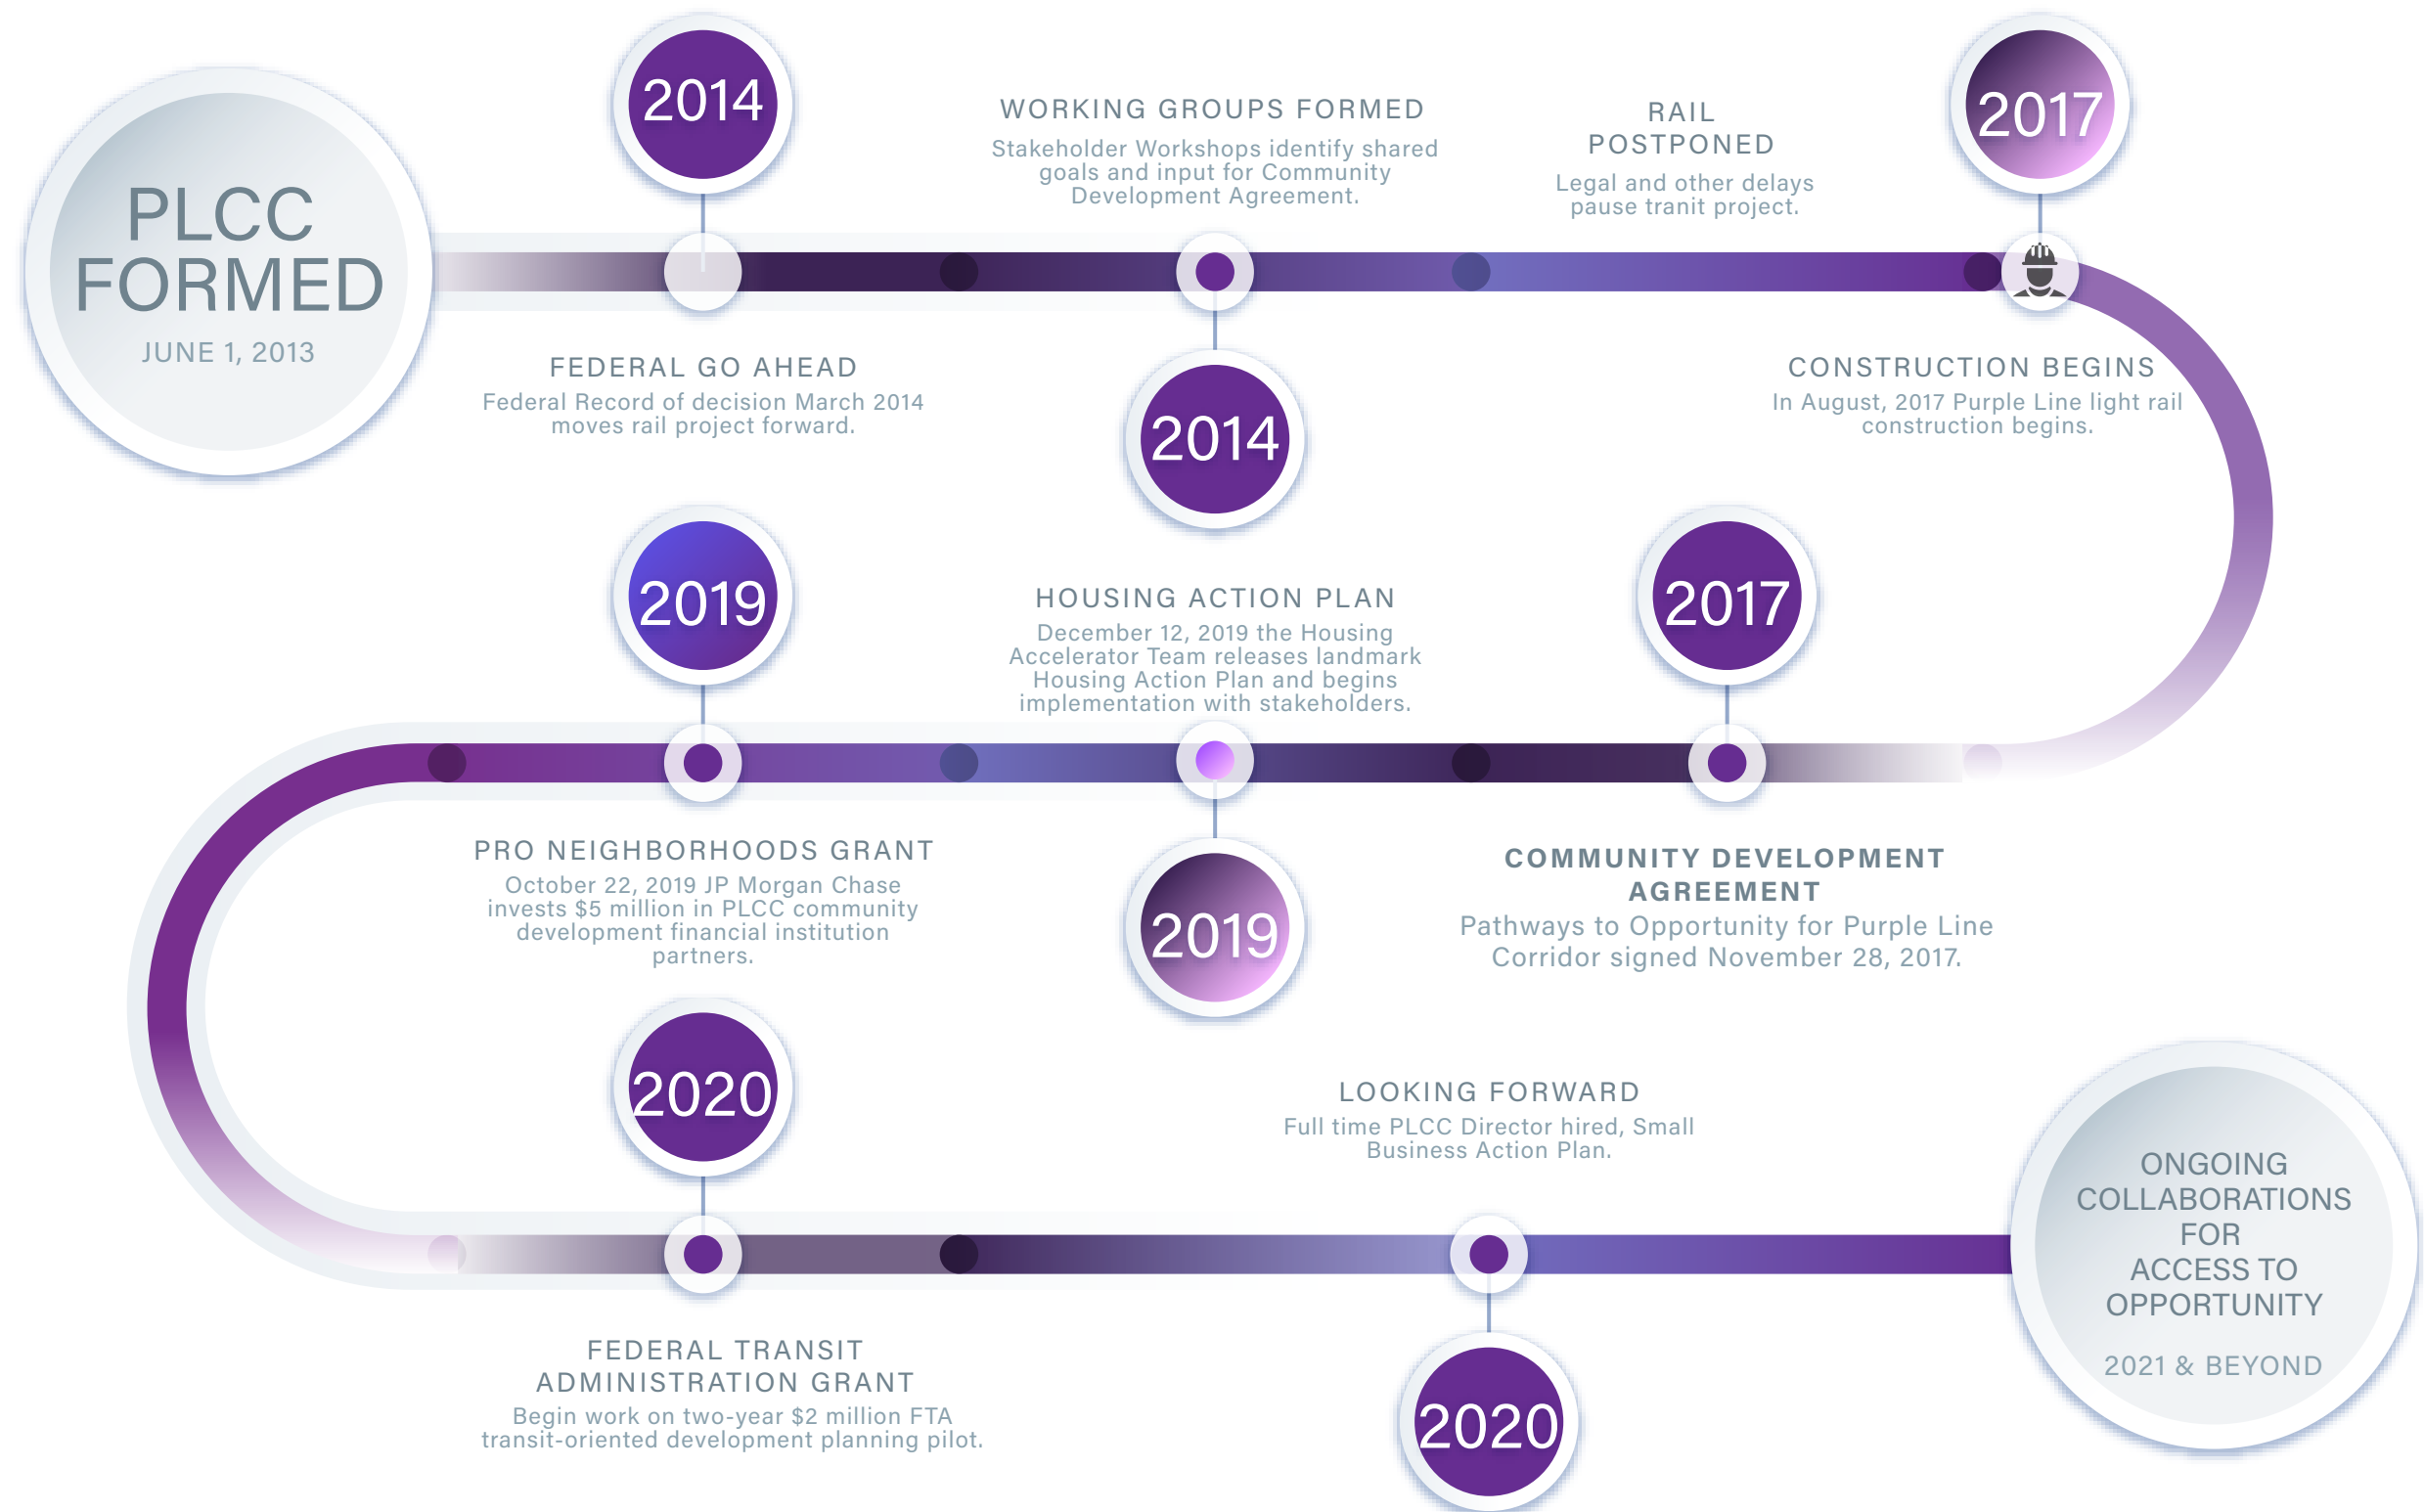 PLCC
FORMED
JUNE 1, 2013
2014
FEDERAL GO AHEAD
Federal Record of decision March 2014
moves rail project forward.
WORKING GROUPS FORMED
Stakeholder Workshops identify shared
goals and input for Community
Development Agreement.
2014
RAIL
POSTPONED
Legal and other delays
pause tranit project.
2017
CONSTRUCTION BEGINS
In August, 2017 Purple Line light rail
construction begins.
2017
COMMUNITY DEVELOPMENT
AGREEMENT
Pathways to Opportunity for Purple Line
Corridor signed November 28, 2017.
HOUSING ACTION PLAN
December 12, 2019 the Housing
Accelerator Team releases landmark
Housing Action Plan and begins
implementation with stakeholders.
2019
2019
PRO NEIGHBORHOODS GRANT
October 22, 2019 JP Morgan Chase
invests $5 million in PLCC community
development financial institution
partners.
2020
FEDERAL TRANSIT
ADMINISTRATION GRANT
Begin work on two-year $2 million FTA
transit-oriented development planning pilot.
LOOKING FORWARD
Full time PLCC Director hired, Small
Business Action Plan.
2020
ONGOING
COLLABORATIONS
FOR
ACCESS TO
OPPORTUNITY
2021 & BEYOND